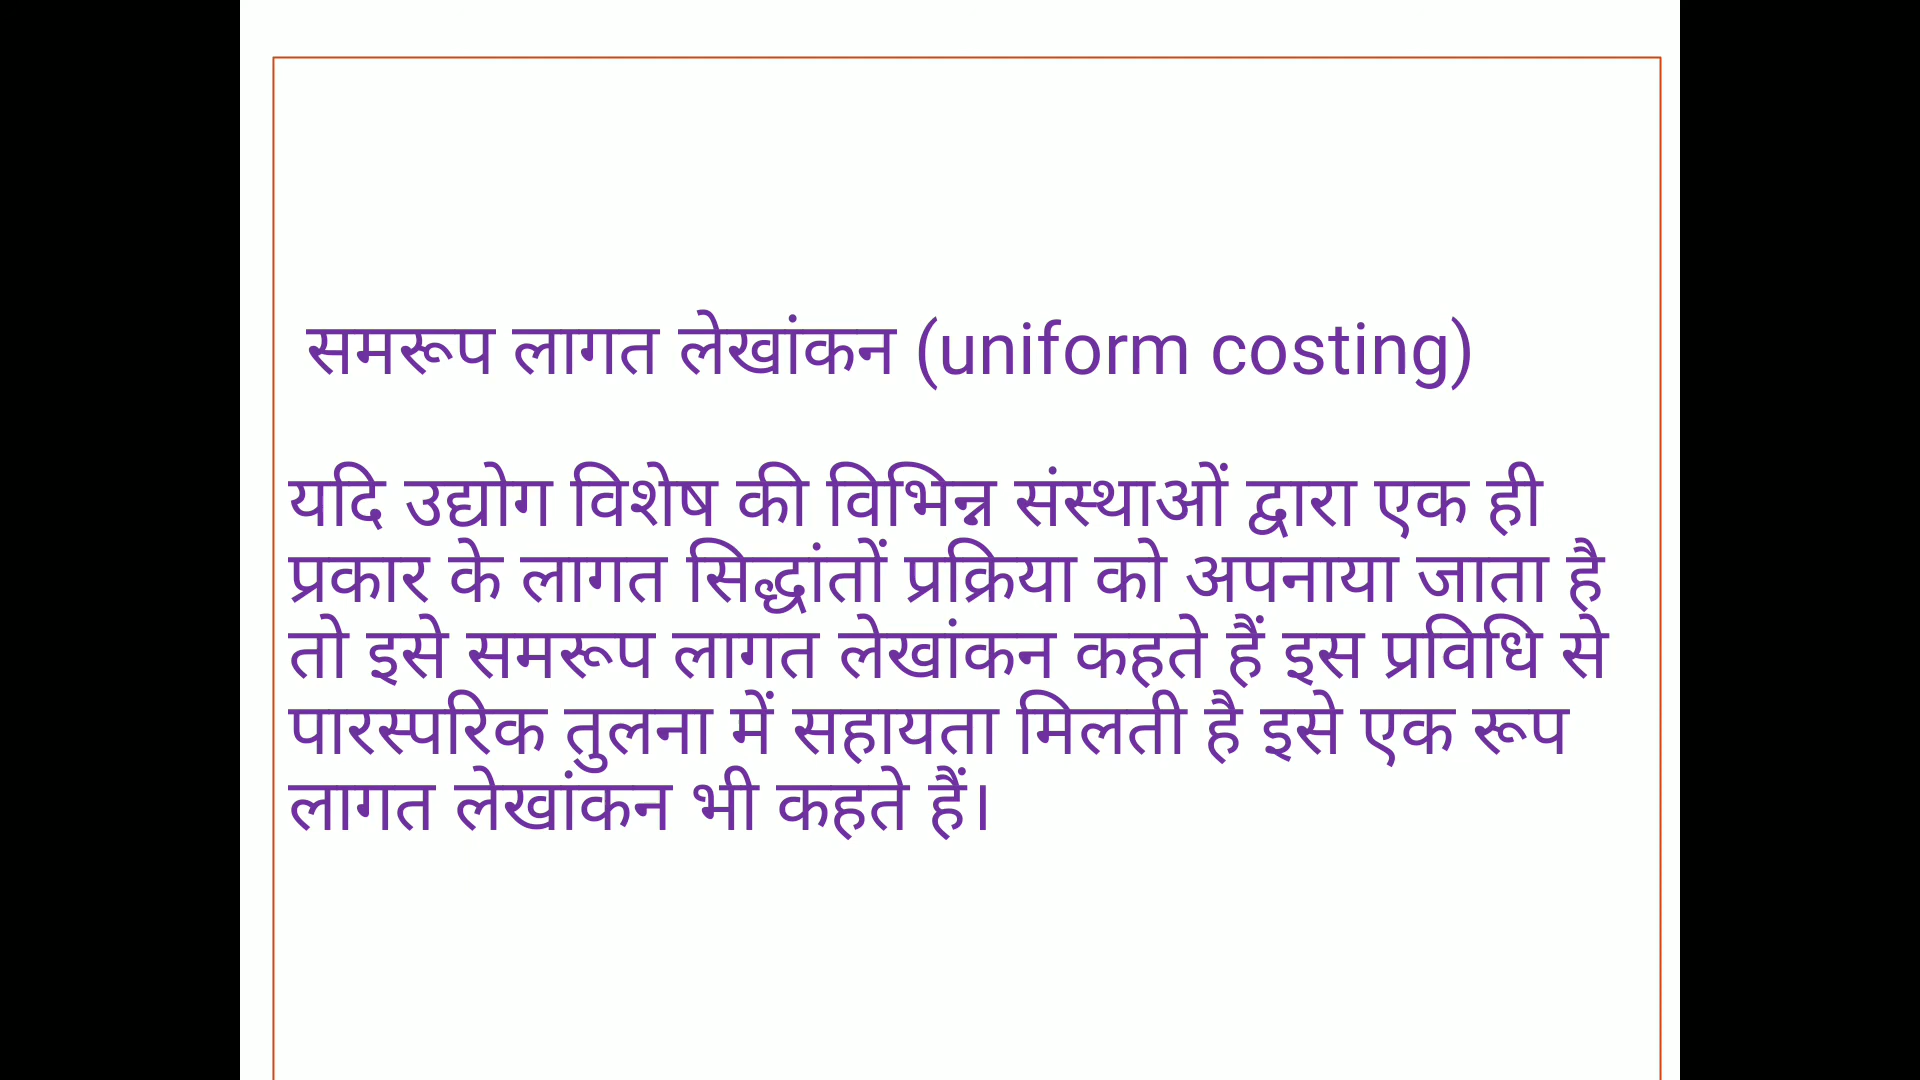 समरूप लागत लेखांकन (uniform costing)
यदि उद्योग विशेष की विभिन्न संस्थाओं द्वारा एक ही
प्रकार के लागत सिद्धांतों प्रक्रिया को अपनाया जाता है
तो इसे समरूप लागत लेखांकन कहते हैं इस प्रविधि से
पारस्परिक तुलना में सहायता मिलती है इसे एक रूप
लागत लेखांकन भी कहते हैं।